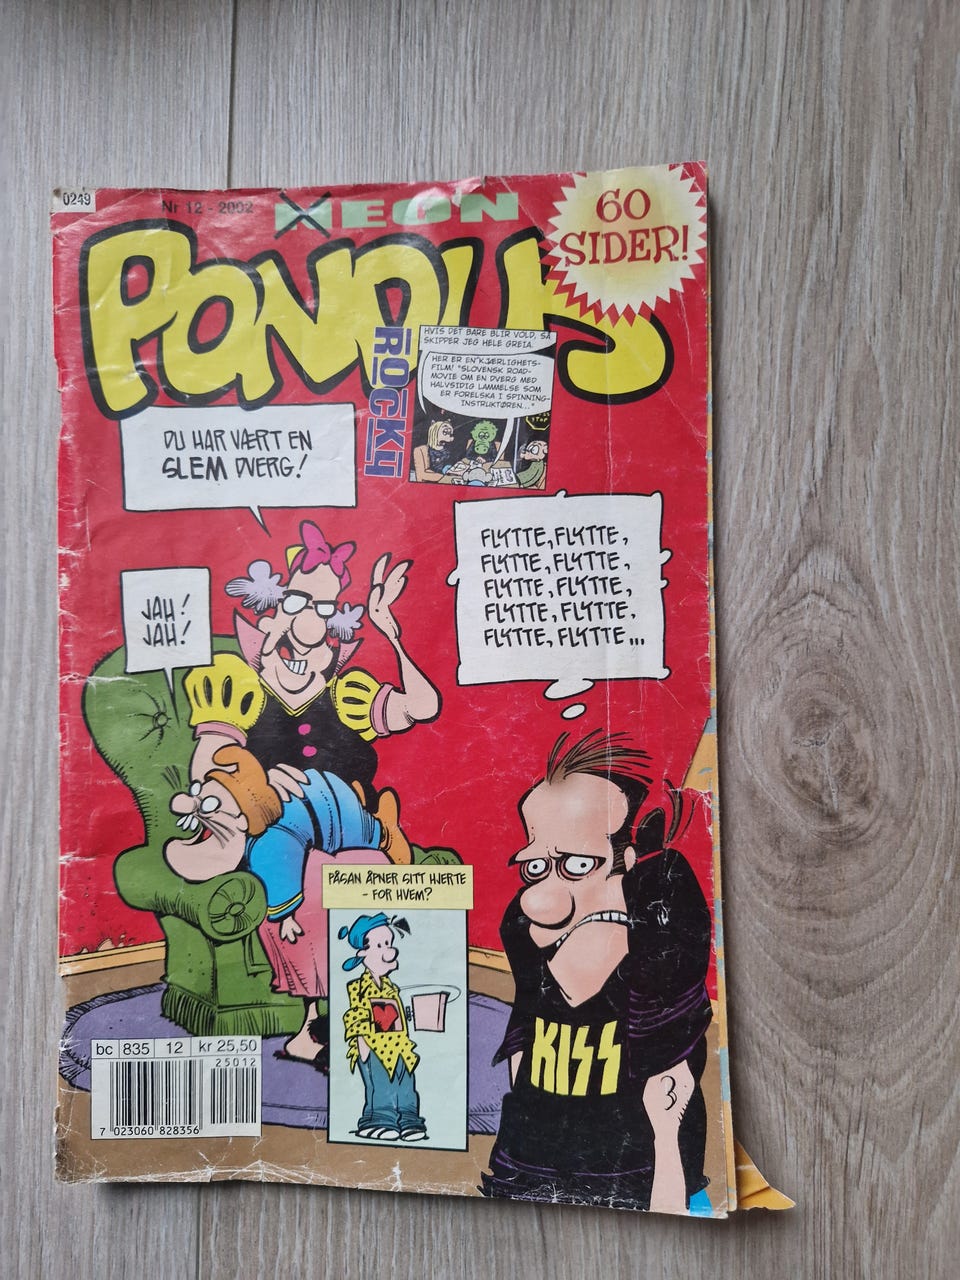 0249
Nr 12 - 2002
NEON
60
SIDER!
PONDUS
ROCKY
HVIS DET BARE BLIR VOLD, SÅ
SKIPPER JEG HELE GREIA.
HER ER EN "KJÆRLIGHETS-
FILM! "SLOVENSK ROAD-
MOVIE OM EN DVERG MED
HALVSIDIG LAMMELSE SOM
ER FORELSKA I SPINNING-
INSTRUKTØREN..."
DU HAR VÆRT EN
SLEM DVERG!
FLYTTE, FLYTTE,
FLYTTE, FLYTTE,
FLYTTE, FLYTTE,
FLYTTE, FLYTTE,
FLYTTE, FLYTTE...
JAH!
JAH!
PÅSAN ÅPNER SITT HJERTE
- FOR HVEM?
KISS
bc 835 12 kr 25,50
25012
7 023060 828356